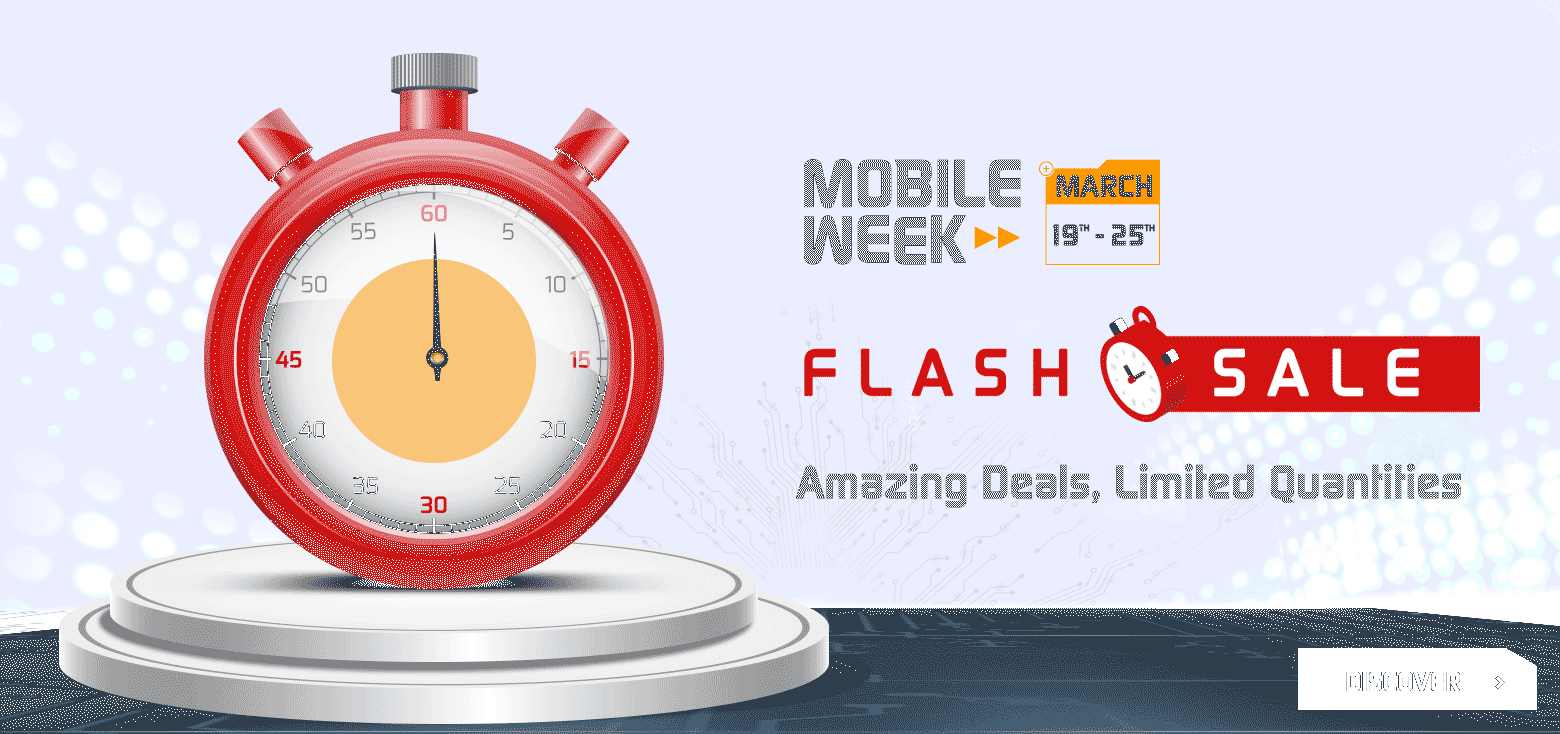 MOBILE
WEEK
MARCH
19TH - 25TH
FLASH SALE
Amazing Deals, Limited Quantities
60
55
5
50
10
45
15
40
20
35
25
30
DISCOVER